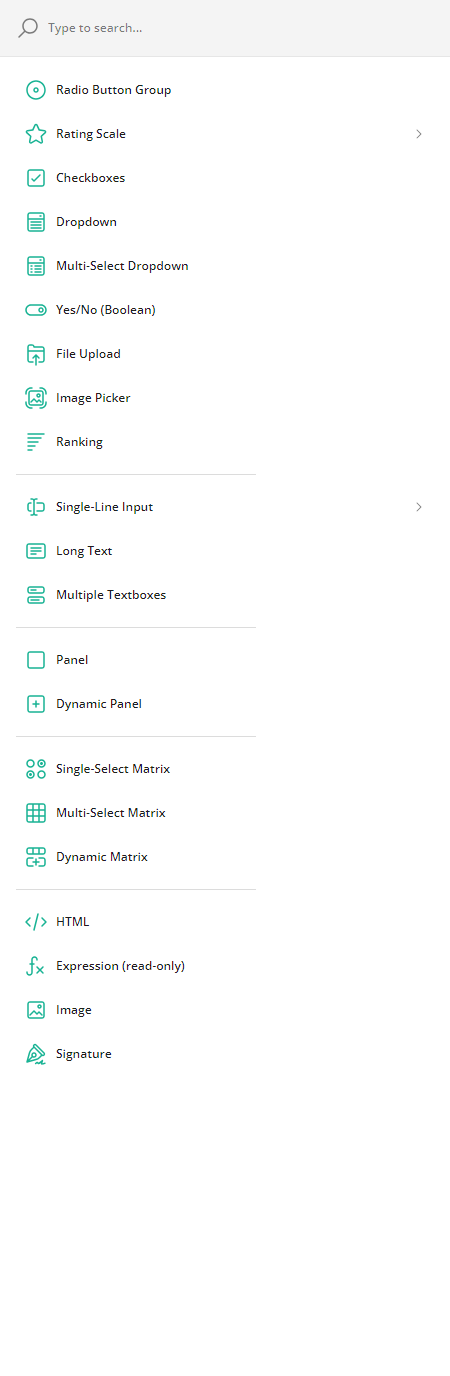 Type to search...
Radio Button Group
Rating Scale
Checkboxes
Dropdown
Multi-Select Dropdown
Yes/No (Boolean)
File Upload
Image Picker
Ranking
Single-Line Input
Long Text
Multiple Textboxes
Panel
Dynamic Panel
Single-Select Matrix
Multi-Select Matrix
Dynamic Matrix
HTML
Expression (read-only)
Image
Signature